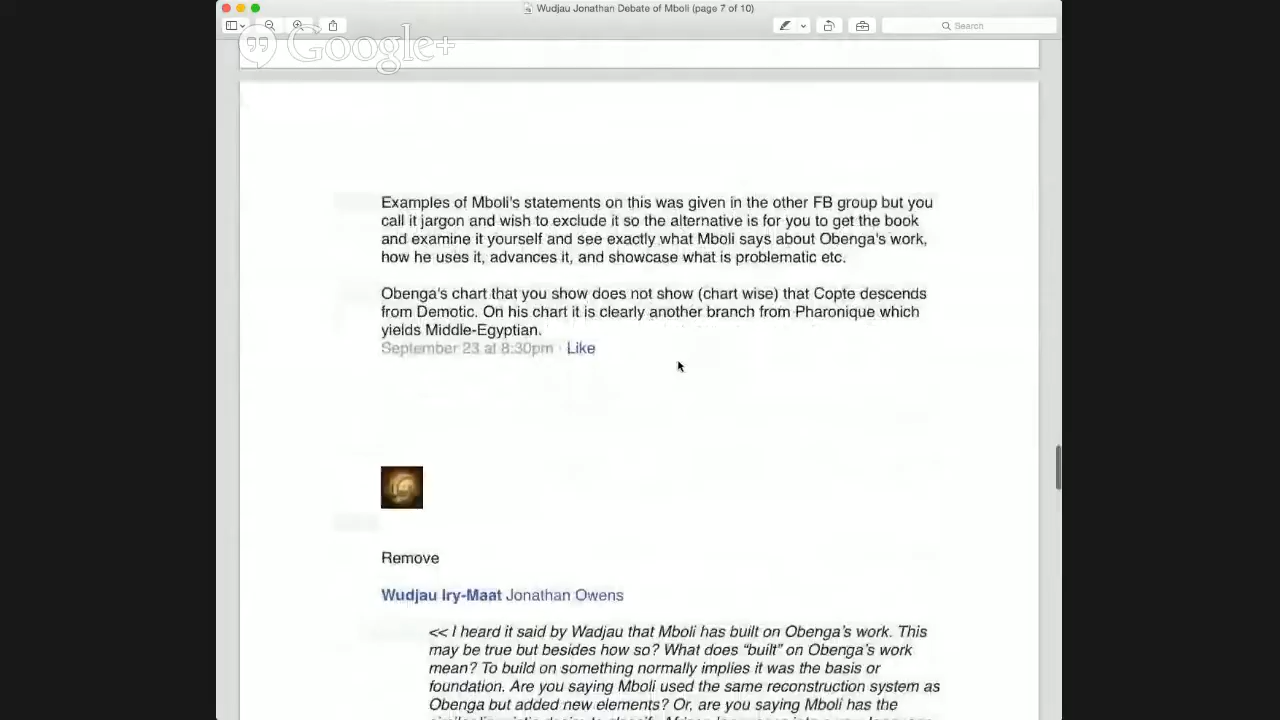 Wudjau Jonathan Debate of Mboli (page 7 of 10)
Search
Google+
Examples of Mboli's statements on this was given in the other FB group but you
call it jargon and wish to exclude it so the alternative is for you to get the book
and examine it yourself and see exactly what Mboli says about Obenga's work,
how he uses it, advances it, and showcase what is problematic etc.
Obenga's chart that you show does not show (chart wise) that Copte descends
from Demotic. On his chart it is clearly another branch from Pharonique which
yields Middle-Egyptian.
September 23 at 8:30pm · Like
Remove
Wudjau Iry-Maat Jonathan Owens
<< I heard it said by Wadjau that Mboli has built on Obenga's work. This
may be true but besides how so? What does “built” on Obenga's work
mean? To build on something normally implies it was the basis or
foundation. Are you saying Mboli used the same reconstruction system as
Obenga but added new elements? Or, are you saying Mboli has the